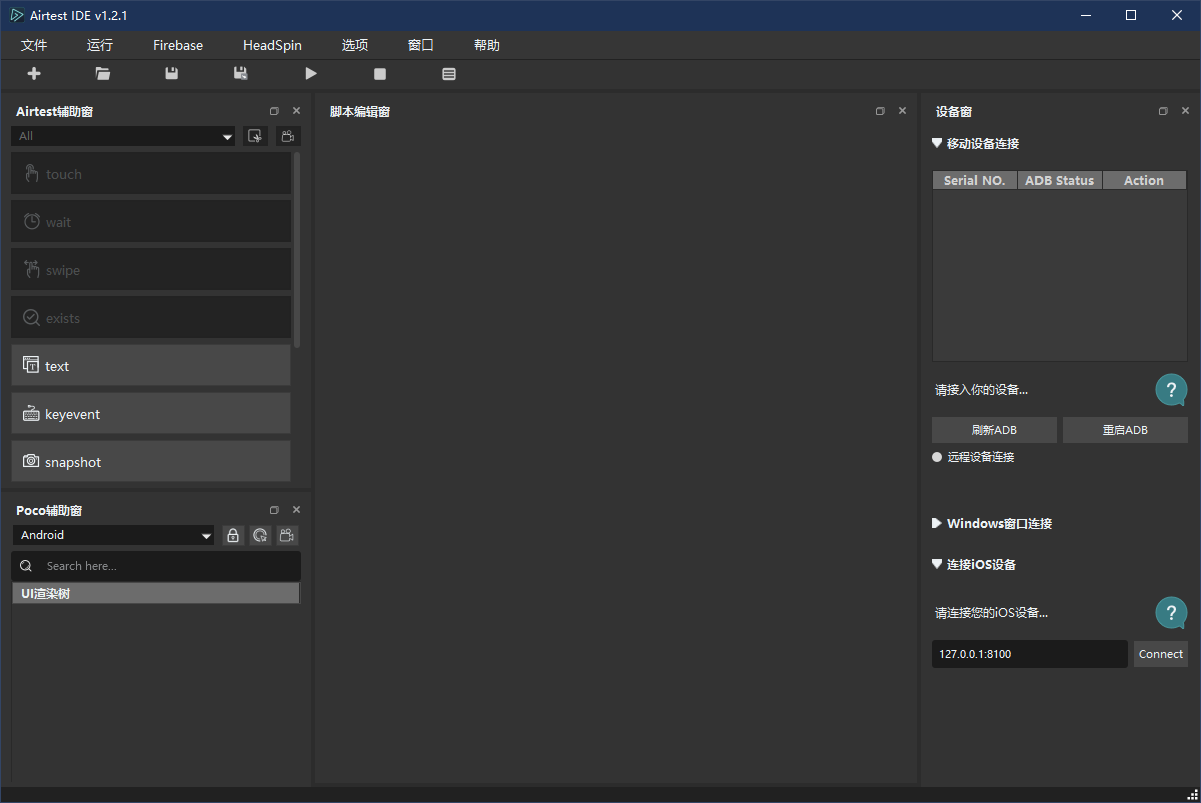 Airtest IDE v1.2.1
文件 运行 Firebase HeadSpin 选项 窗口 帮助
Airtest辅助窗
All
touch
wait
swipe
exists
text
keyevent
snapshot
Poco辅助窗
Android
Search here...
UI渲染树
脚本编辑窗
设备窗
移动设备连接
Serial NO. ADB Status Action
请接入你的设备...
?
刷新ADB 重启ADB
远程设备连接
Windows窗口连接
连接iOS设备
请连接您的iOS设备...
?
127.0.0.1:8100 Connect